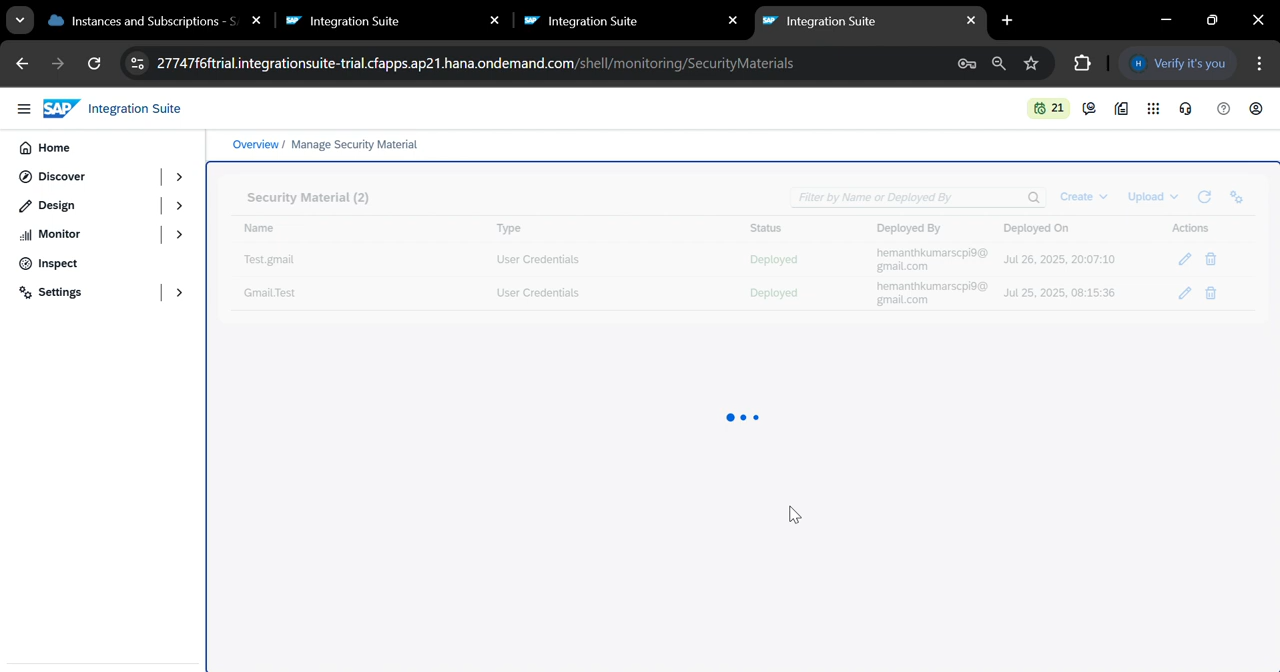 Instances and Subscriptions - S
Integration Suite
Integration Suite
Integration Suite
27747f6ftrial.integrationsuite-trial.cfapps.ap21.hana.ondemand.com/shell/monitoring/SecurityMaterials
H Verify it's you
SAP Integration Suite
21
Home
Discover
Design
Monitor
Inspect
Settings
Overview / Manage Security Material
Security Material (2)
Filter by Name or Deployed By
Create
Upload
Name Type Status Deployed By Deployed On Actions
Test.gmail User Credentials Deployed hemanthkumarscpi9@ Jul 26, 2025, 20:07:10
gmail.com
Gmail.Test User Credentials Deployed hemanthkumarscpi9@ Jul 25, 2025, 08:15:36
gmail.com